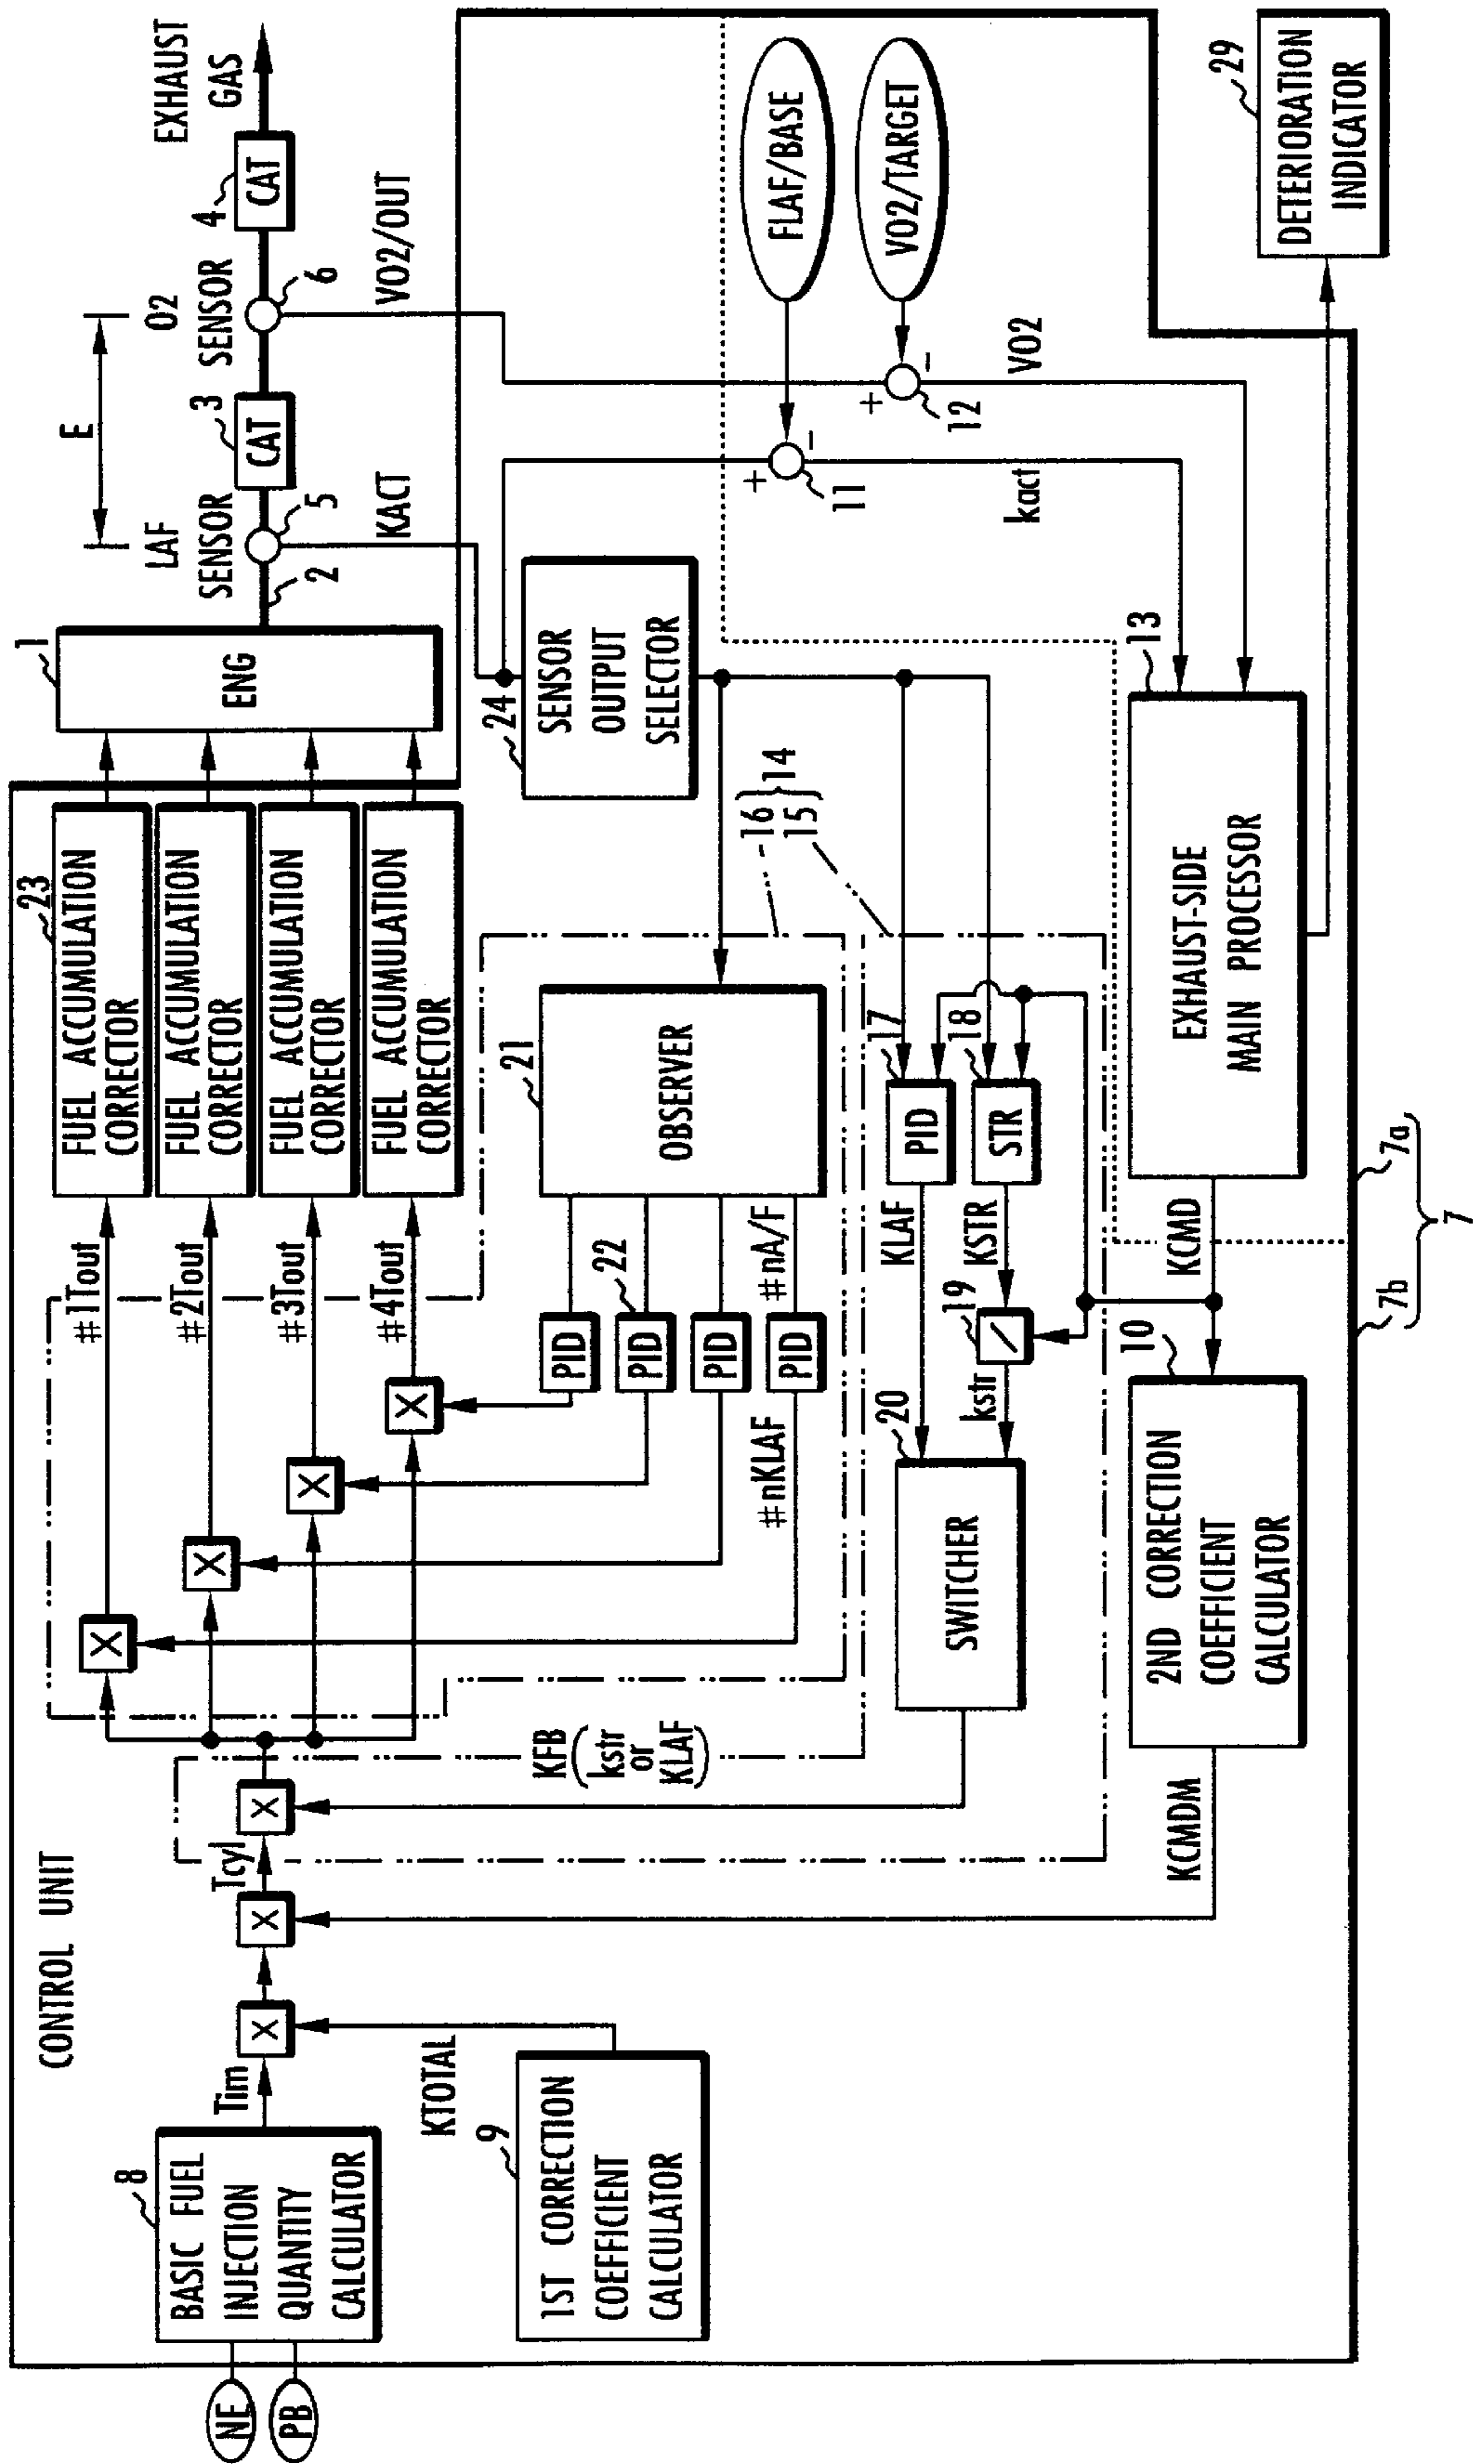 CONTROL UNIT
NE
PB
8
BASIC FUEL
INJECTION
QUANTITY
CALCULATOR
Tim
KTOTAL
9
1ST CORRECTION
COEFFICIENT
CALCULATOR
X
X
Tcyl
X
KFB
(kstr
or
KLAF)
KCMDM
X
X
X
X
#1Tout
#2Tout
#3Tout
#4Tout
23
FUEL ACCUMULATION
CORRECTOR
FUEL ACCUMULATION
CORRECTOR
FUEL ACCUMULATION
CORRECTOR
FUEL ACCUMULATION
CORRECTOR
1
ENG
2
LAF
SENSOR
5
KACT
E
3
CAT
O2
SENSOR
6
VO2/OUT
4
CAT
EXHAUST
GAS
#nKLAF
PID
PID
22
PID
PID
#nA/F
21
OBSERVER
16
15
14
24
SENSOR
OUTPUT
SELECTOR
20
SWITCHER
KLAF
kstr
19
KSTR
17
PID
18
STR
11
+
-
kact
12
+
-
VO2
FLAF/BASE
VO2/TARGET
10
2ND CORRECTION
COEFFICIENT
CALCULATOR
KCMD
13
EXHAUST-SIDE
MAIN PROCESSOR
29
DETERIORATION
INDICATOR
7b
7a
7